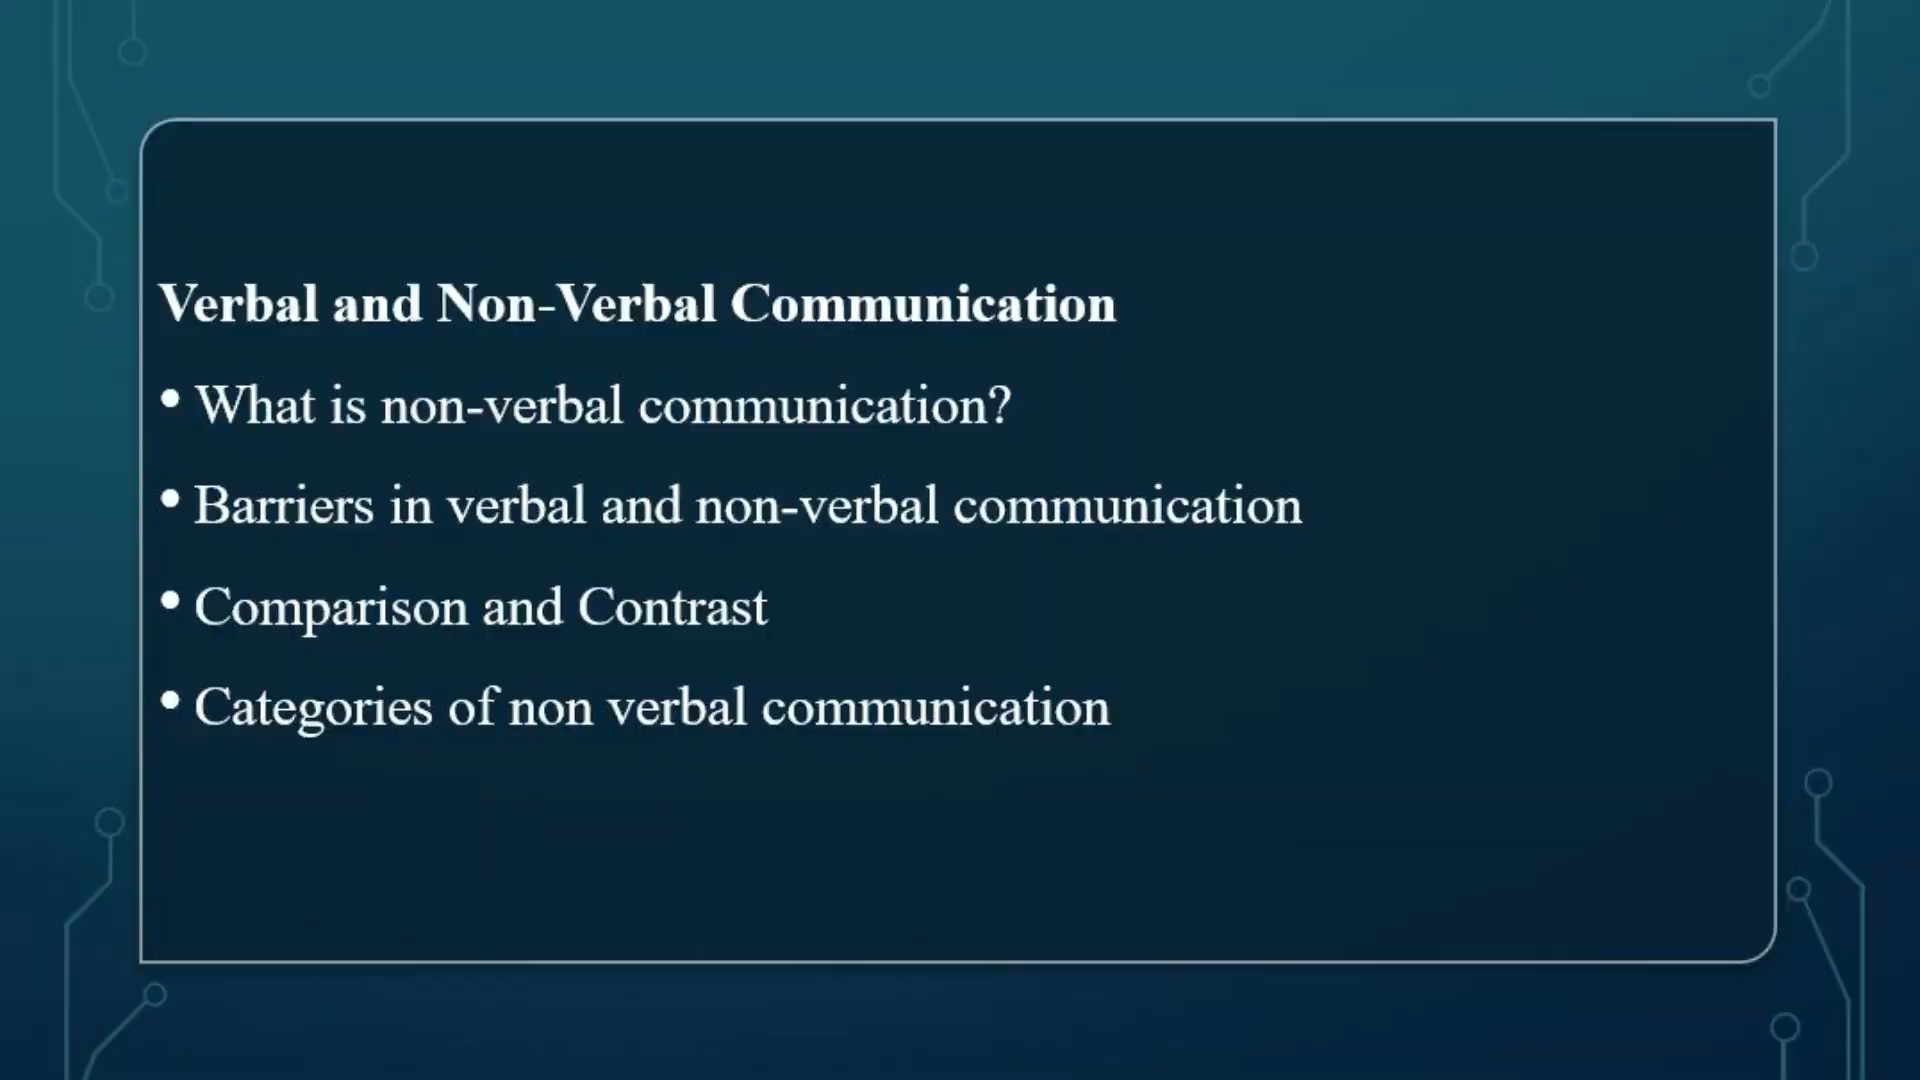 Verbal and Non-Verbal Communication
• What is non-verbal communication?
• Barriers in verbal and non-verbal communication
• Comparison and Contrast
• Categories of non verbal communication